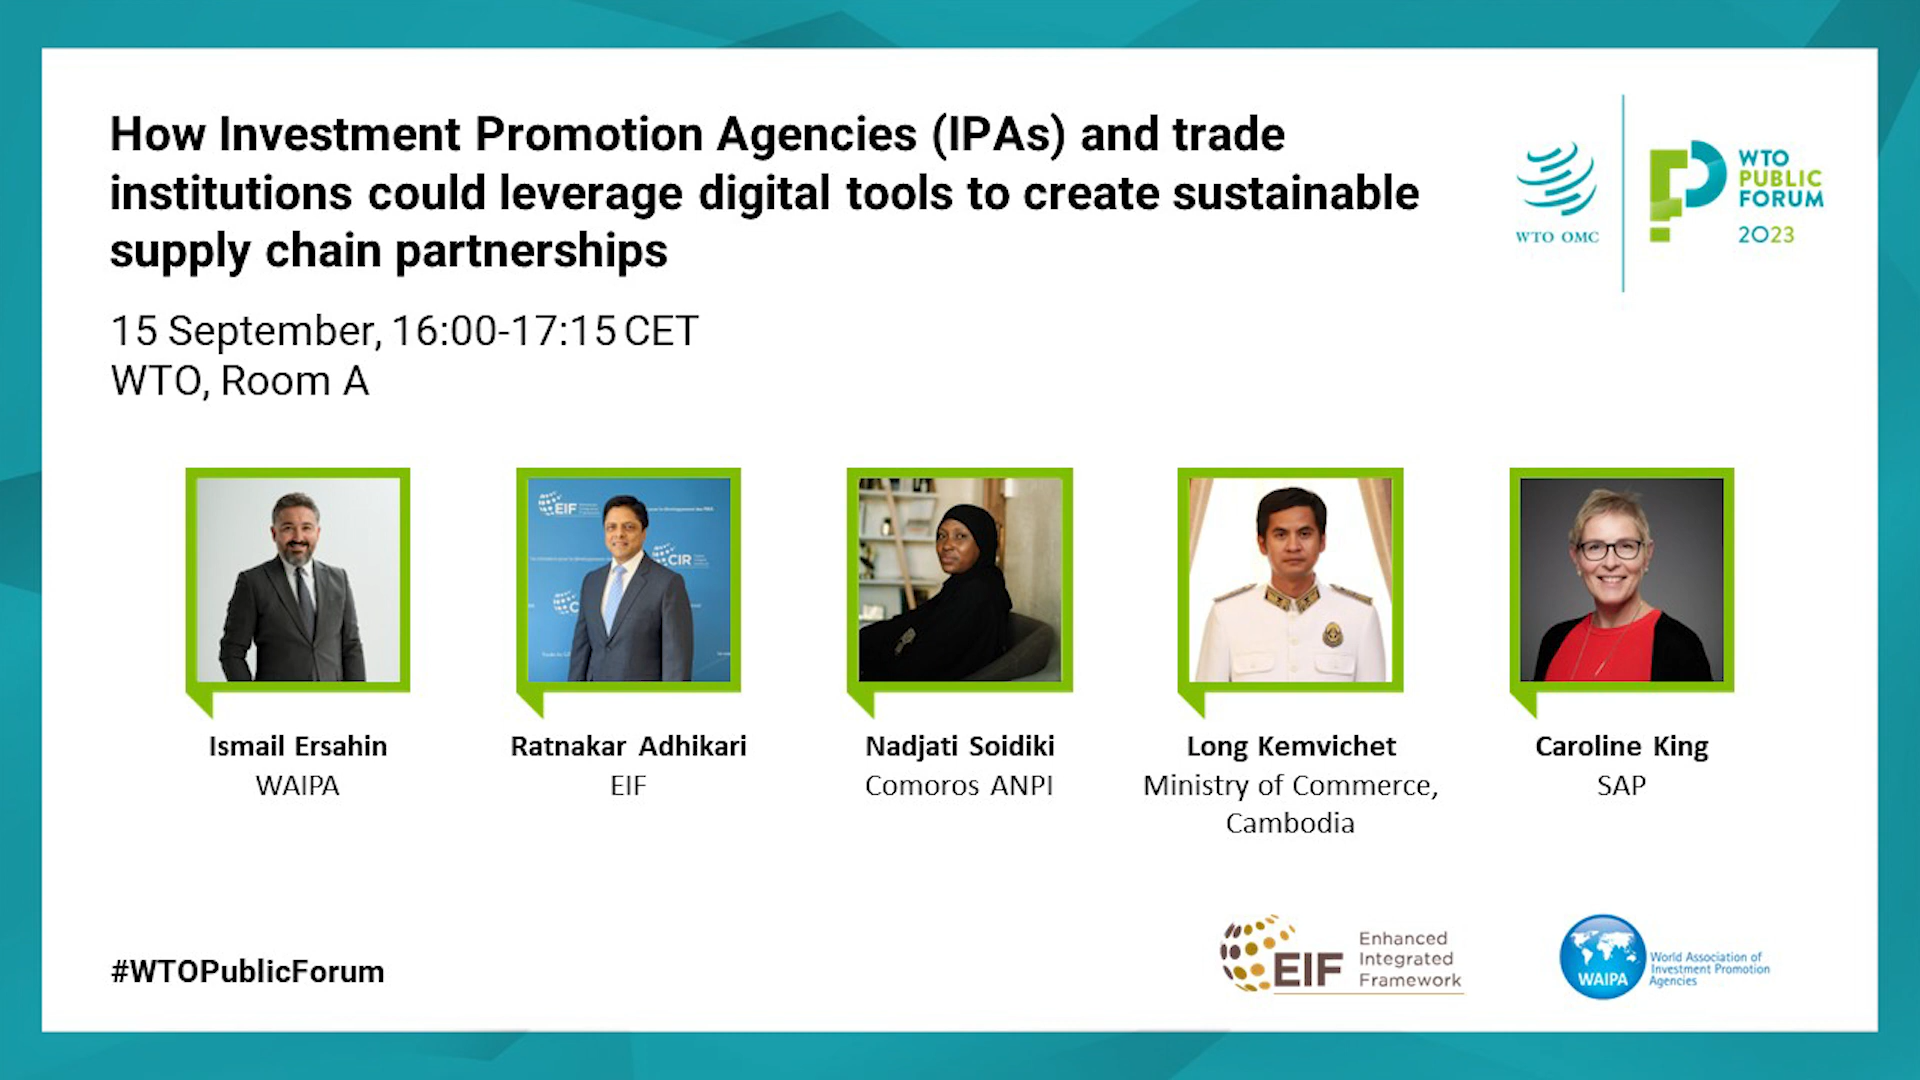 How Investment Promotion Agencies (IPAs) and trade
institutions could leverage digital tools to create sustainable
supply chain partnerships
15 September, 16:00-17:15 CET
WTO, Room A
WTO OMC
WTO
PUBLIC
FORUM
2023
EIF
CIR
Ismail Ersahin
WAIPA
Ratnakar Adhikari
EIF
Nadjati Soidiki
Comoros ANPI
Long Kemvichet
Ministry of Commerce,
Cambodia
Caroline King
SAP
#WTOPublicForum
EIF
Enhanced
Integrated
Framework
WAIPA
World Association of
Investment Promotion
Agencies